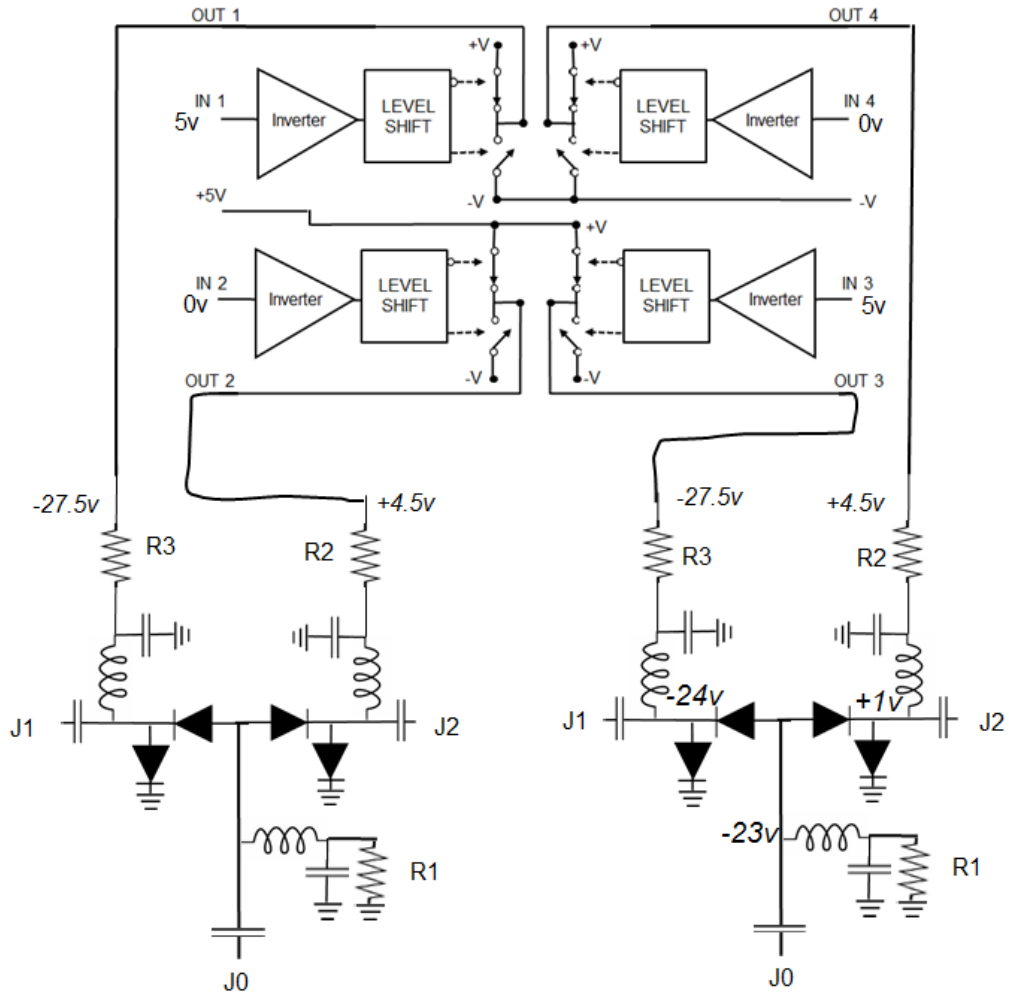 OUT 1
OUT 4
+V
+V
IN 1
5v
Inverter
LEVEL
SHIFT
LEVEL
SHIFT
Inverter
IN 4
0v
+5V
-V
-V
+V
IN 2
0v
Inverter
LEVEL
SHIFT
LEVEL
SHIFT
Inverter
IN 3
5v
-V
-V
OUT 2
OUT 3
-27.5v
+4.5v
-27.5v
+4.5v
R3
R2
R3
R2
-24v
+1v
J1
J2
J1
J2
-23v
R1
R1
J0
J0